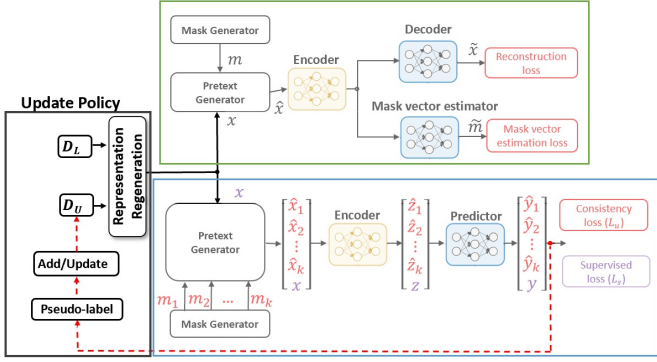 Mask Generator
m
Pretext
Generator
x
x̂
Encoder
Decoder
x̃
Reconstruction
loss
Mask vector estimator
m̃
Mask vector
estimation loss
Update Policy
D_L
D_U
Representation
Regeneration
Add/Update
Pseudo-label
x
Pretext
Generator
m_1 m_2 ... m_k
Mask Generator
x̂_1
x̂_2
⋮
x̂_k
x
Encoder
ẑ_1
ẑ_2
⋮
ẑ_k
z
Predictor
ŷ_1
ŷ_2
⋮
ŷ_k
y
Consistency
loss (L_u)
Supervised
loss (L_s)